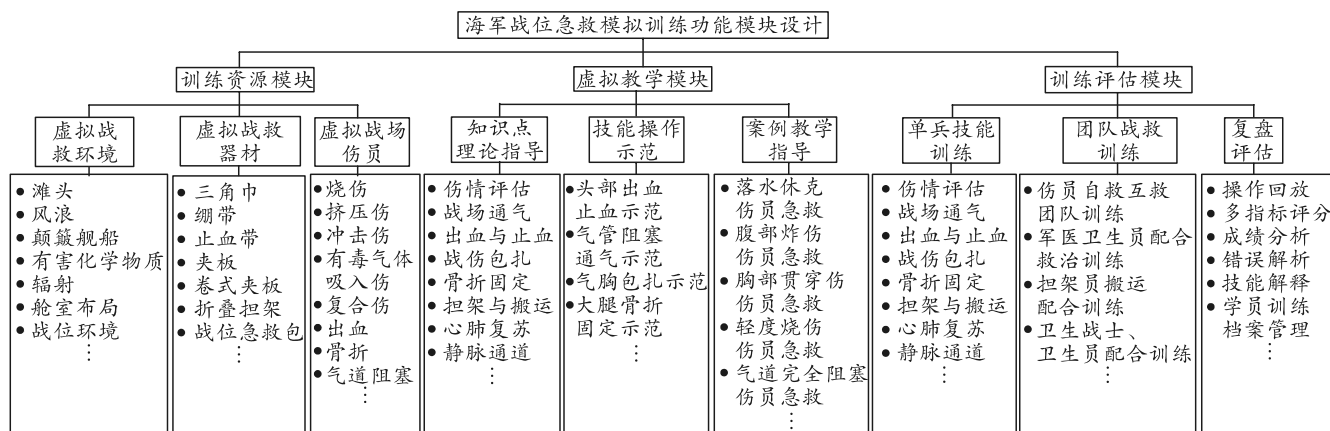 海军战位急救模拟训练功能模块设计
训练资源模块
虚拟教学模块
训练评估模块
虚拟战
救环境
虚拟战救
器材
虚拟战场
伤员
知识点
理论指导
技能操作
示范
案例教学
指导
单兵技能
训练
团队战救
训练
复盘
评估
●滩头
●风浪
●颠簸舰船
●有害化学物质
●辐射
●舱室布局
●战位环境
⋮
●三角巾
●绷带
●止血带
●夹板
●卷式夹板
●折叠担架
●战位急救包
⋮
●烧伤
●挤压伤
●冲击伤
●有毒气体
吸入伤
●复合伤
●出血
●骨折
●气道阻塞
⋮
●伤情评估
●战场通气
●出血与止血
●战伤包扎
●骨折固定
●担架与搬运
●心肺复苏
●静脉通道
⋮
●头部出血
止血示范
●气管阻塞
通气示范
●气胸包扎示范
●大腿骨折
固定示范
⋮
●落水休克
伤员急救
●腹部炸伤
伤员急救
●胸部贯穿伤
伤员急救
●轻度烧伤
伤员急救
●气道完全阻塞
伤员急救
⋮
●伤情评估
●战场通气
●出血与止血
●战伤包扎
●骨折固定
●担架与搬运
●心肺复苏
●静脉通道
⋮
●伤员自救互救
团队训练
●军医卫生员配合
救治训练
●担架员搬运
配合训练
●卫生战士、
卫生员配合训练
⋮
●操作回放
●多指标评分
●成绩分析
●错误解析
●技能解释
●学员训练
档案管理
⋮